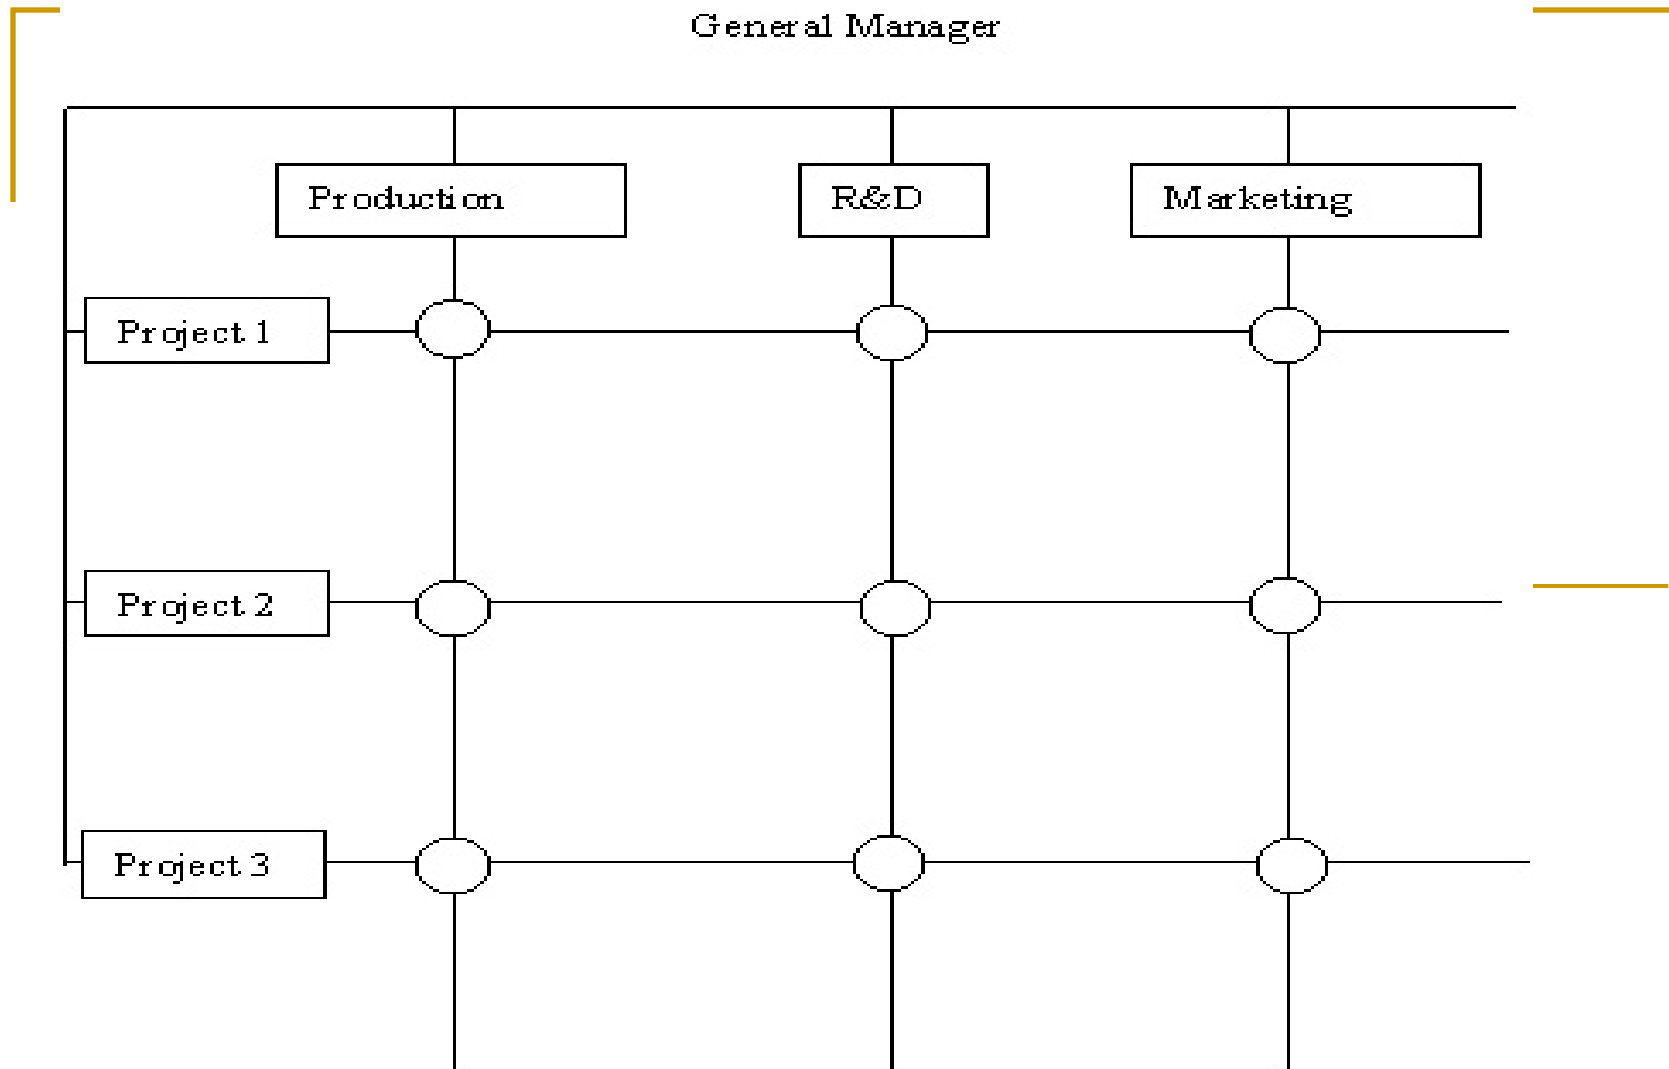 General Manager
Production
R&D
Marketing
Project 1
Project 2
Project 3